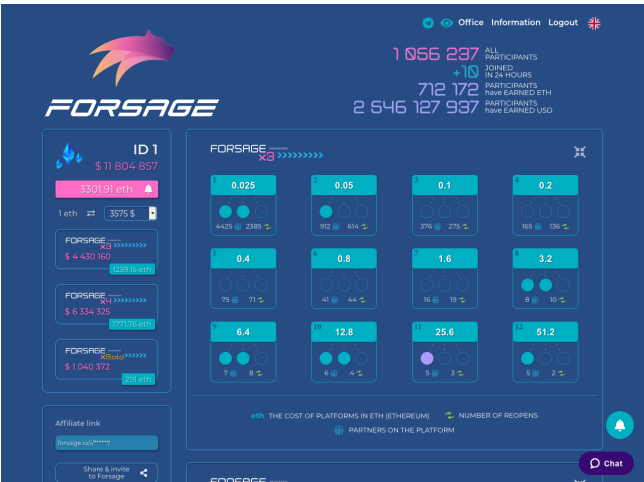 Office Information Logout
1 056 237 ALL PARTICIPANTS
+10 JOINED IN 24 HOURS
712 172 PARTICIPANTS have EARNED ETH
2 546 127 937 PARTICIPANTS have EARNED USD
FORSAGE
ID 1
$ 11 804 857
3301.91 eth
1 eth 3575 $
FORSAGE x3
$ 4 430 160
1239.15 eth
FORSAGE x4
$ 6 334 325
1771.76 eth
FORSAGE xGold
$ 1 040 372
291 eth
Affiliate link
Share & invite
to Forsage
FORSAGE x3
1 0.025
4425 2385
2 0.05
912 614
3 0.1
376 275
4 0.2
165 136
5 0.4
75 71
6 0.8
41 44
7 1.6
16 19
8 3.2
8 10
9 6.4
7 8
10 12.8
6 4
11 25.6
5 3
12 51.2
5 2
eth THE COST OF PLATFORMS IN ETH (ETHEREUM) NUMBER OF REOPENS
PARTNERS ON THE PLATFORM
Chat
FORSAGE